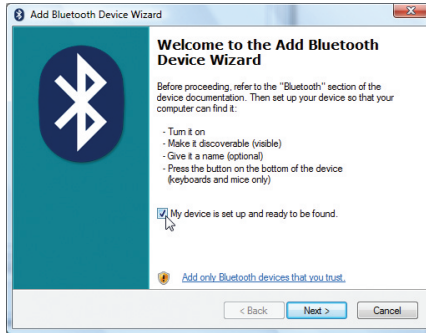 Add Bluetooth Device Wizard
Welcome to the Add Bluetooth
Device Wizard
Before proceeding, refer to the "Bluetooth" section of the
device documentation. Then set up your device so that your
computer can find it:
- Turn it on
- Make it discoverable (visible)
- Give it a name (optional)
- Press the button on the bottom of the device
(keyboards and mice only)
My device is set up and ready to be found.
Add only Bluetooth devices that you trust.
< Back Next > Cancel